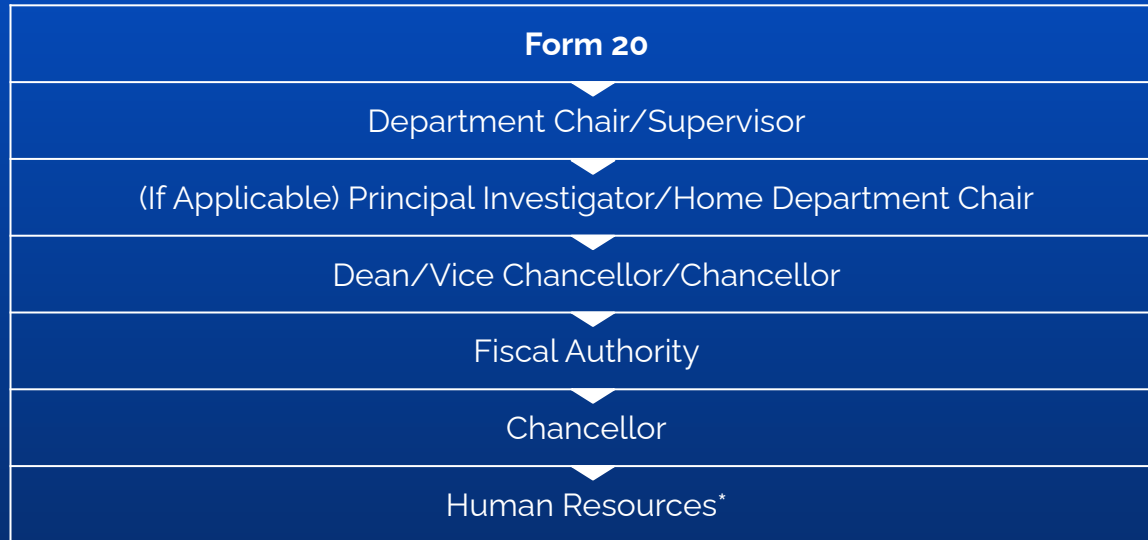 Form 20
Department Chair/Supervisor
(If Applicable) Principal Investigator/Home Department Chair
Dean/Vice Chancellor/Chancellor
Fiscal Authority
Chancellor
Human Resources*